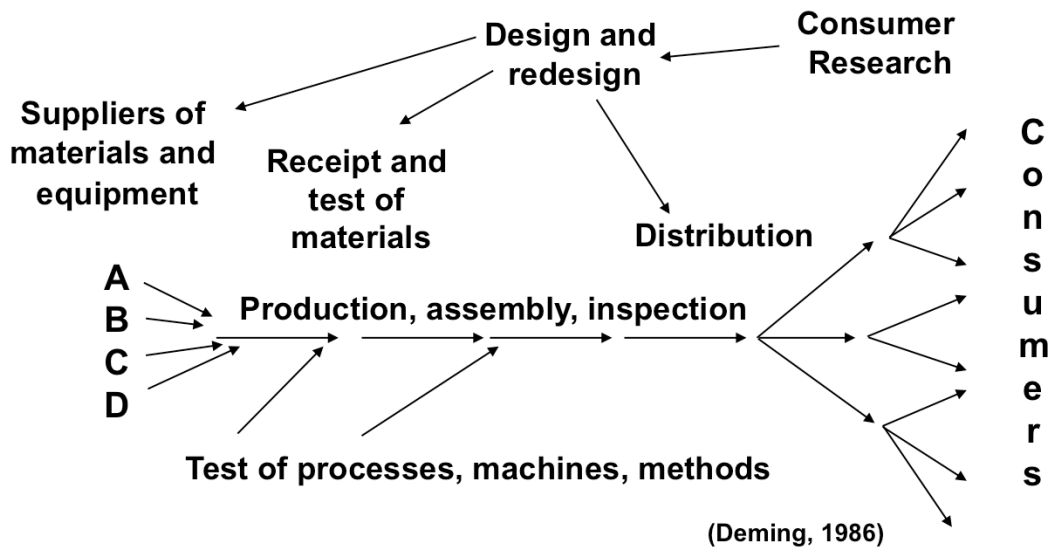 Design and
redesign
Consumer
Research
Suppliers of
materials and
equipment
Receipt and
test of
materials
Distribution
Consumers
A
B
C
D
Production, assembly, inspection
Test of processes, machines, methods
(Deming, 1986)